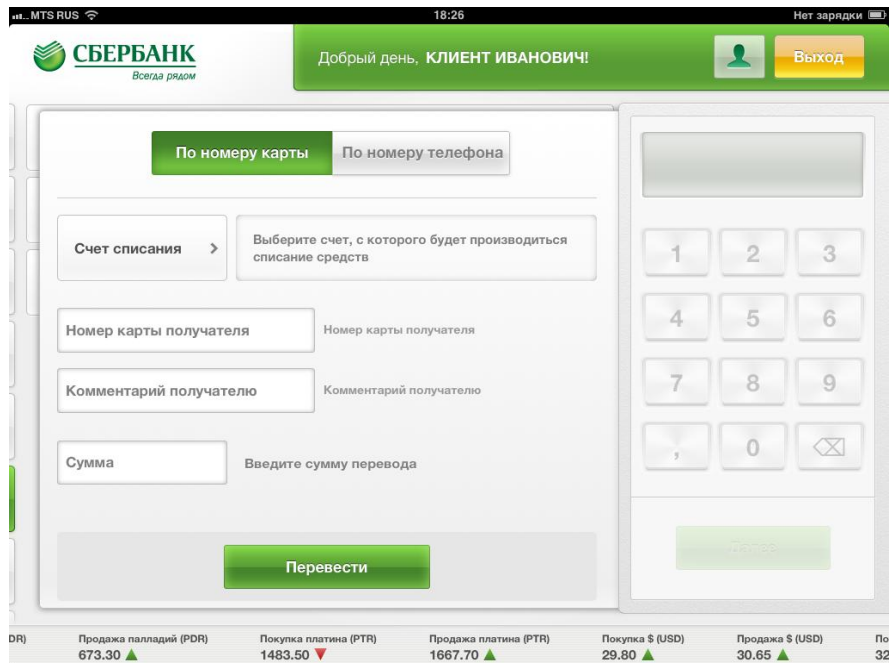 MTS RUS
18:26
Нет зарядки
СБЕРБАНК
Всегда рядом
Добрый день, КЛИЕНТ ИВАНОВИЧ!
Выход
По номеру карты
По номеру телефона
Счет списания
Выберите счет, с которого будет производиться
списание средств
Номер карты получателя
Номер карты получателя
Комментарий получателю
Комментарий получателю
Сумма
Введите сумму перевода
Перевести
1 2 3
4 5 6
7 8 9
, 0
DR)
Продажа палладий (PDR)
Покупка платина (PTR)
Продажа платина (PTR)
Покупка $ (USD)
Продажа $ (USD)
По
673.30
1483.50
1667.70
29.80
30.65
32